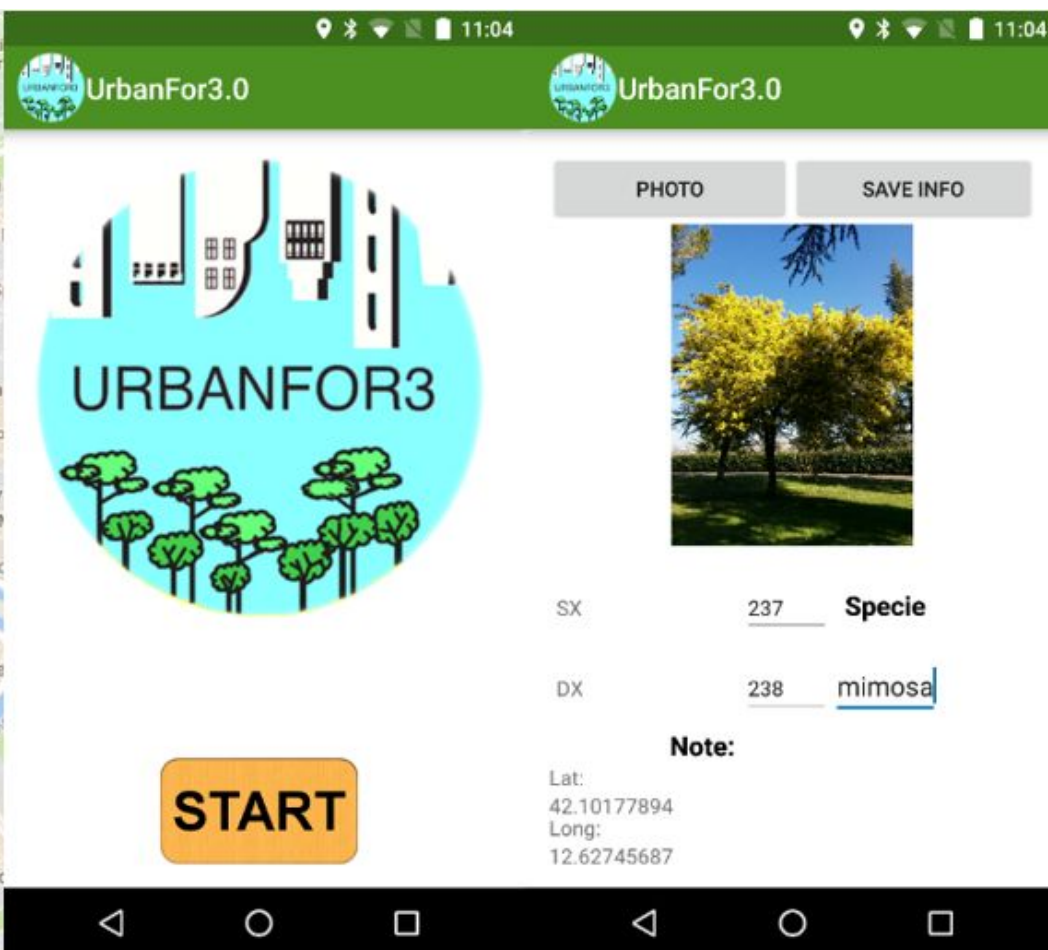 11:04
UrbanFor3.0
URBANFOR3
START
11:04
UrbanFor3.0
PHOTO
SAVE INFO
SX
237
Specie
DX
238
mimosa
Note:
Lat:
42.10177894
Long:
12.62745687